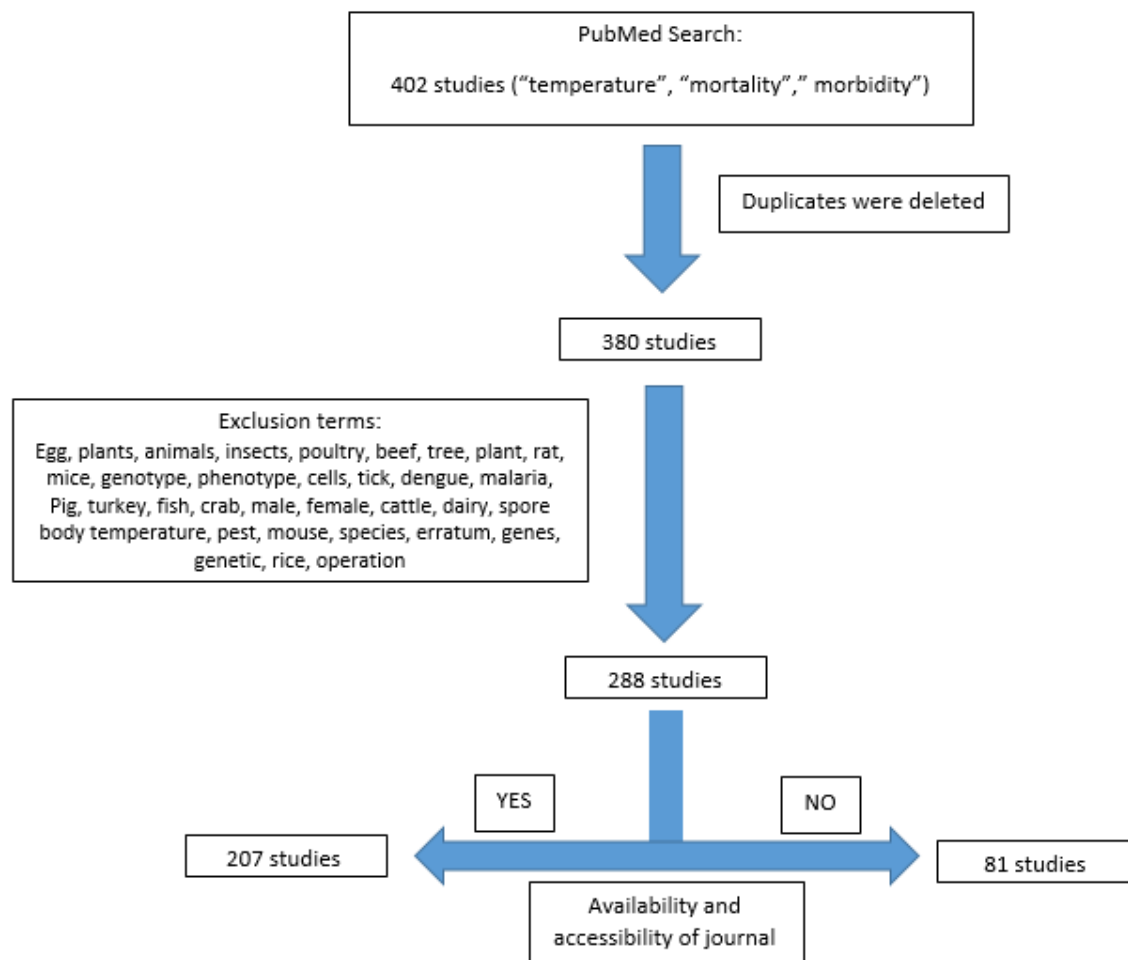 PubMed Search:
402 studies (“temperature”, “mortality”,” morbidity”)
Duplicates were deleted
380 studies
Exclusion terms:
Egg, plants, animals, insects, poultry, beef, tree, plant, rat,
mice, genotype, phenotype, cells, tick, dengue, malaria,
Pig, turkey, fish, crab, male, female, cattle, dairy, spore
body temperature, pest, mouse, species, erratum, genes,
genetic, rice, operation
288 studies
YES
NO
207 studies
81 studies
Availability and
accessibility of journal